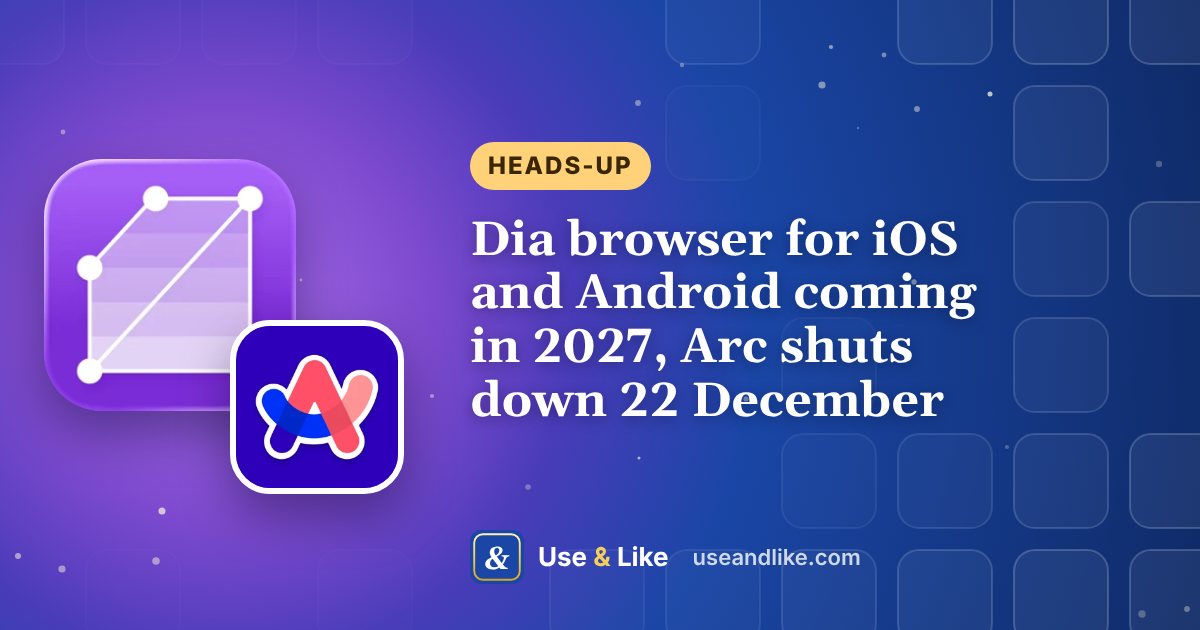 HEADS-UP
Dia browser for iOS
and Android coming
in 2027, Arc shuts
down 22 December
& Use & Like useandlike.com